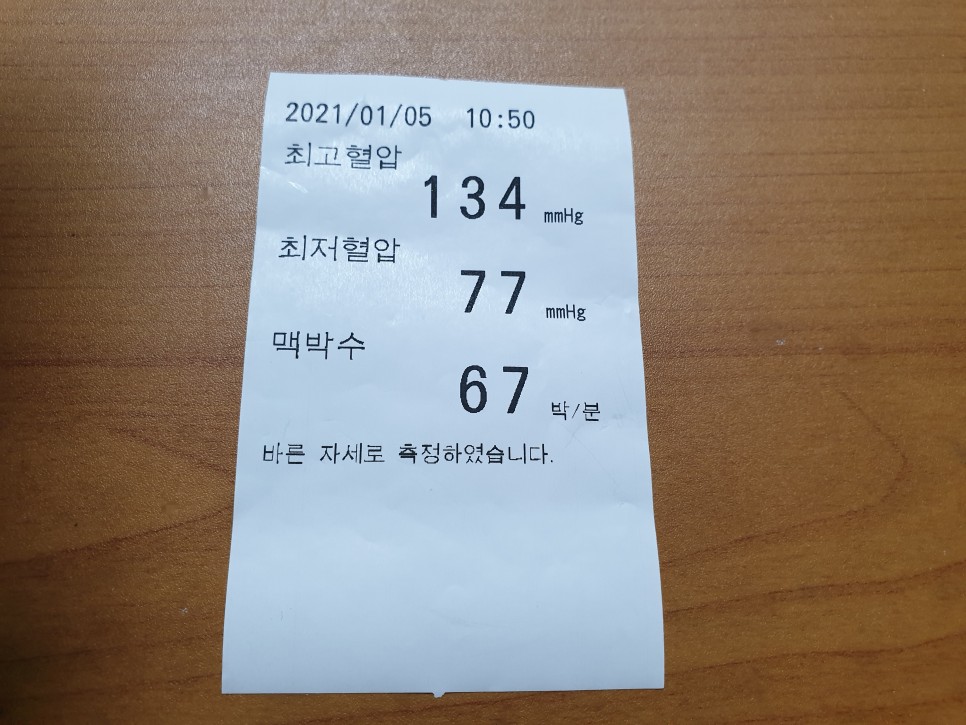 2021/01/05 10:50
최고혈압
134 mmHg
최저혈압
77 mmHg
맥박수
67 박/분
바른 자세로 측정하였습니다.